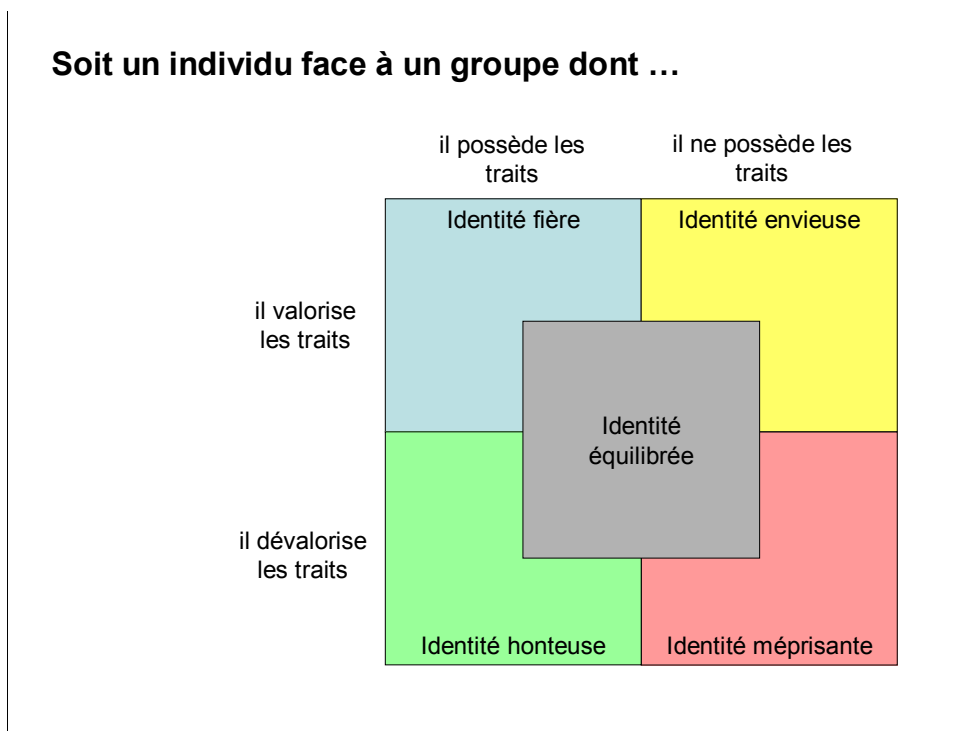 Soit un individu face à un groupe dont …
il possède les
traits
il ne possède les
traits
Identité fière
Identité envieuse
il valorise
les traits
Identité
équilibrée
il dévalorise
les traits
Identité honteuse
Identité méprisante